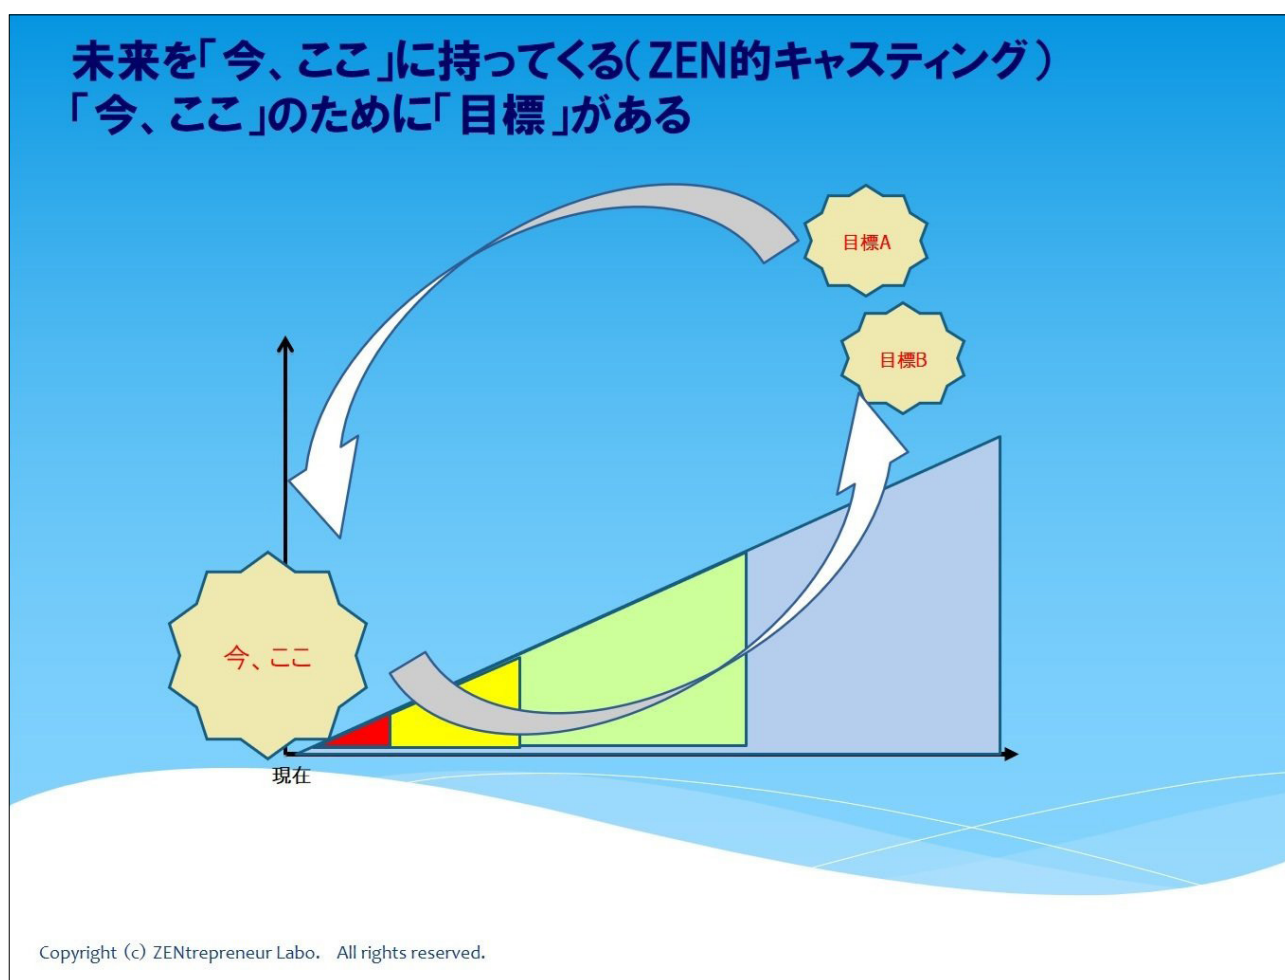 未来を「今、ここ」に持ってくる(ZEN的キャスティング)
「今、ここ」のために「目標」がある
目標A
目標B
今、ここ
現在
Copyright (c) ZENtrepreneur Labo. All rights reserved.